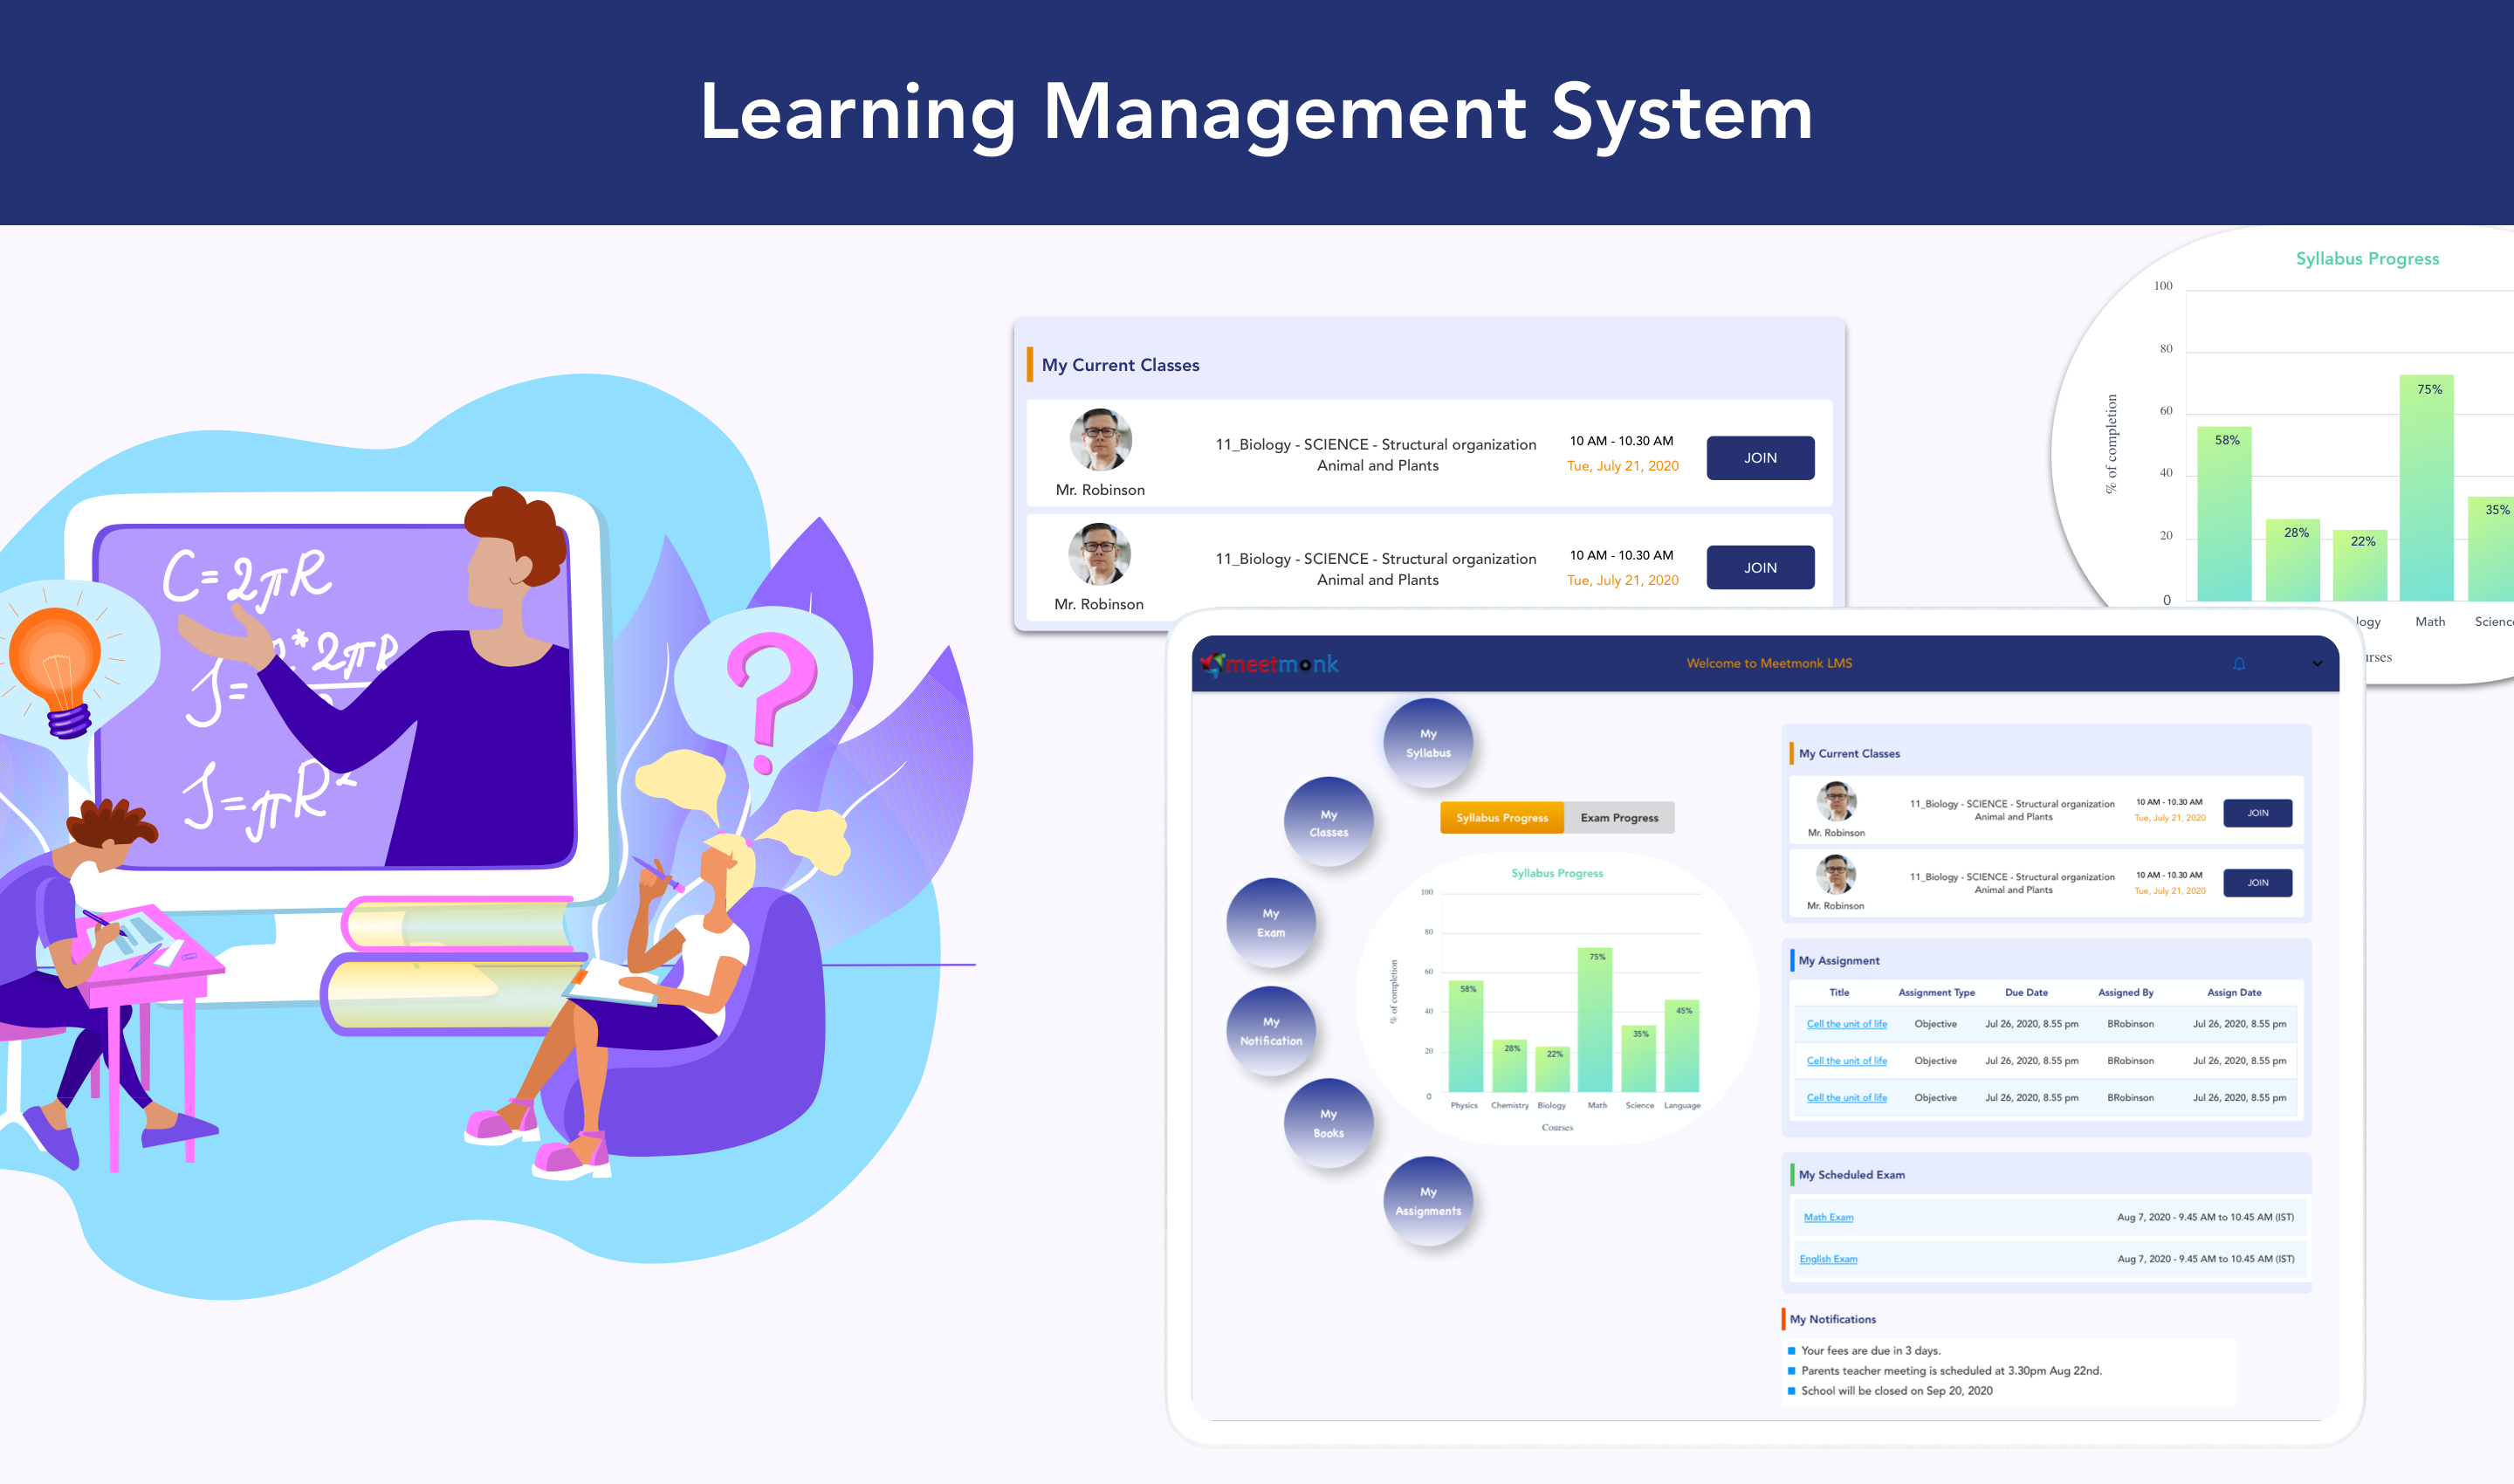 Learning Management System
C=2πR
J=πR²
My Current Classes
Mr. Robinson
11_Biology - SCIENCE - Structural organization
Animal and Plants
10 AM - 10.30 AM
Tue, July 21, 2020
JOIN
Mr. Robinson
11_Biology - SCIENCE - Structural organization
Animal and Plants
10 AM - 10.30 AM
Tue, July 21, 2020
JOIN
Syllabus Progress
100
80
60
40
20
0
% of completion
58%
28%
22%
75%
35%
Math
meetmonk
Welcome to Meetmonk LMS
My
Syllabus
My
Classes
My
Exam
My
Notification
My
Books
My
Assignments
Syllabus Progress
Exam Progress
Syllabus Progress
100
80
60
40
20
0
% of completion
58%
28%
22%
75%
35%
45%
Physics
Chemistry
Biology
Math
Science
Language
Courses
My Current Classes
Mr. Robinson
11_Biology - SCIENCE - Structural organization
Animal and Plants
10 AM - 10.30 AM
Tue, July 21, 2020
JOIN
Mr. Robinson
11_Biology - SCIENCE - Structural organization
Animal and Plants
10 AM - 10.30 AM
Tue, July 21, 2020
JOIN
My Assignment
Title Assignment Type Due Date Assigned By Assign Date
Cell the unit of life Objective Jul 26, 2020, 8.55 pm BRobinson Jul 26, 2020, 8.55 pm
Cell the unit of life Objective Jul 26, 2020, 8.55 pm BRobinson Jul 26, 2020, 8.55 pm
Cell the unit of life Objective Jul 26, 2020, 8.55 pm BRobinson Jul 26, 2020, 8.55 pm
My Scheduled Exam
Math Exam Aug 7, 2020 - 9.45 AM to 10.45 AM (IST)
English Exam Aug 7, 2020 - 9.45 AM to 10.45 AM (IST)
My Notifications
Your fees are due in 3 days.
Parents teacher meeting is scheduled at 3.30pm Aug 22nd.
School will be closed on Sep 20, 2020